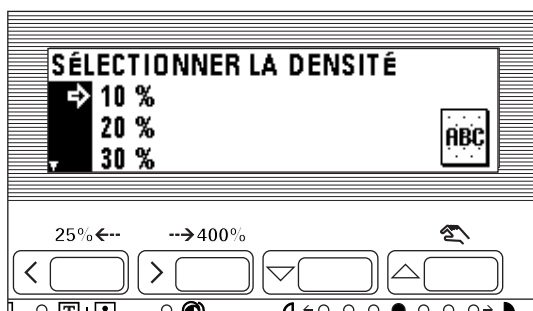 SÉLECTIONNER LA DENSITÉ
10 %
20 %
30 %
ABC
25% 400%
T